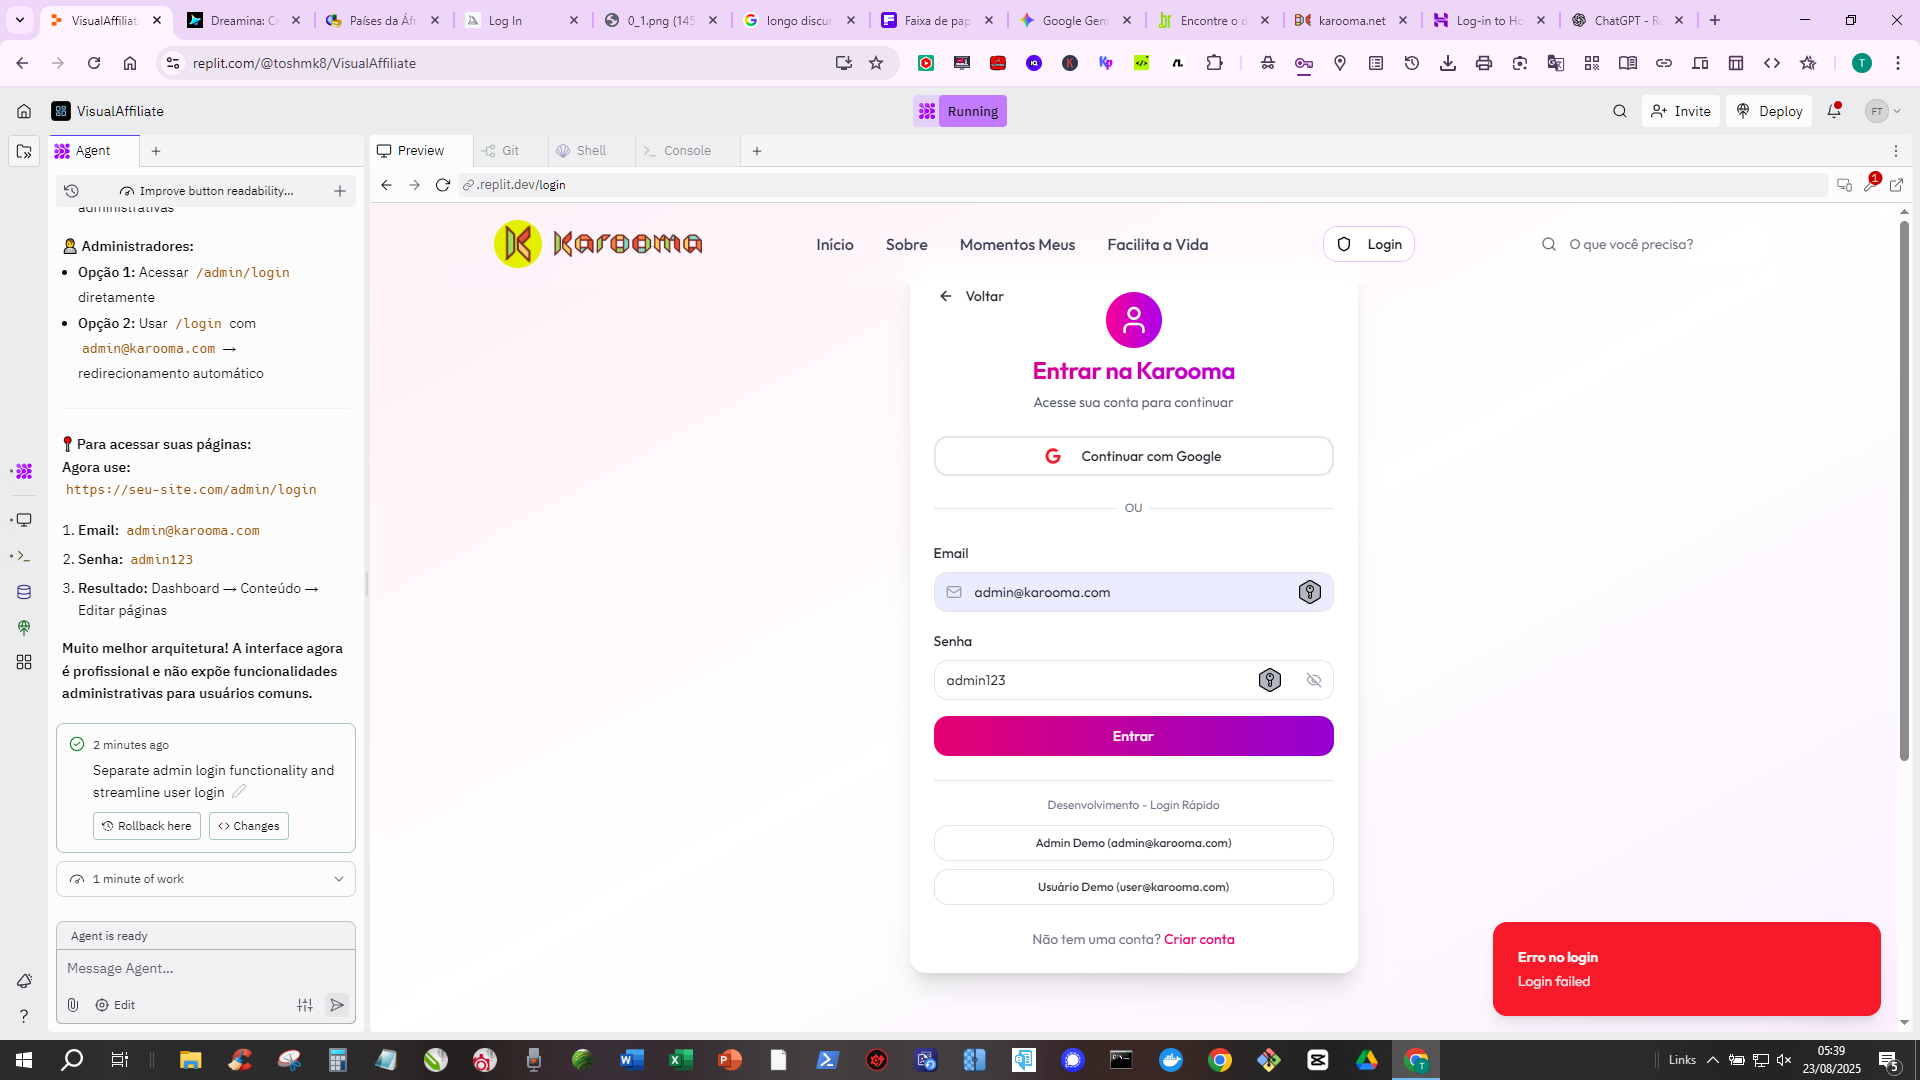 VisualAffiliate
Dreamina: C
Países da Áfr
Log In
0_1.png (145
longo discur
Faixa de pap
Google Gem
Encontre o d
karooma.net
Log-in to Ho
ChatGPT - R
replit.com/@toshmk8/VisualAffiliate
T
VisualAffiliate
Running
Invite
Deploy
FT
Agent
Preview
Git
Shell
Console
Improve button readability...
.replit.dev/login
1
administrativas
Administradores:
Opção 1: Acessar /admin/login
diretamente
Opção 2: Usar /login com
admin@karooma.com →
redirecionamento automático
Para acessar suas páginas:
Agora use:
https://seu-site.com/admin/login
1. Email: admin@karooma.com
2. Senha: admin123
3. Resultado: Dashboard → Conteúdo →
Editar páginas
Muito melhor arquitetura! A interface agora
é profissional e não expõe funcionalidades
administrativas para usuários comuns.
2 minutes ago
Separate admin login functionality and
streamline user login
Rollback here
Changes
1 minute of work
Agent is ready
Message Agent...
Edit
Karooma
Início
Sobre
Momentos Meus
Facilita a Vida
Login
O que você precisa?
Voltar
Entrar na Karooma
Acesse sua conta para continuar
Continuar com Google
OU
Email
admin@karooma.com
Senha
admin123
Entrar
Desenvolvimento - Login Rápido
Admin Demo (admin@karooma.com)
Usuário Demo (user@karooma.com)
Não tem uma conta? Criar conta
Erro no login
Login failed
Links
05:39
23/08/2025
5